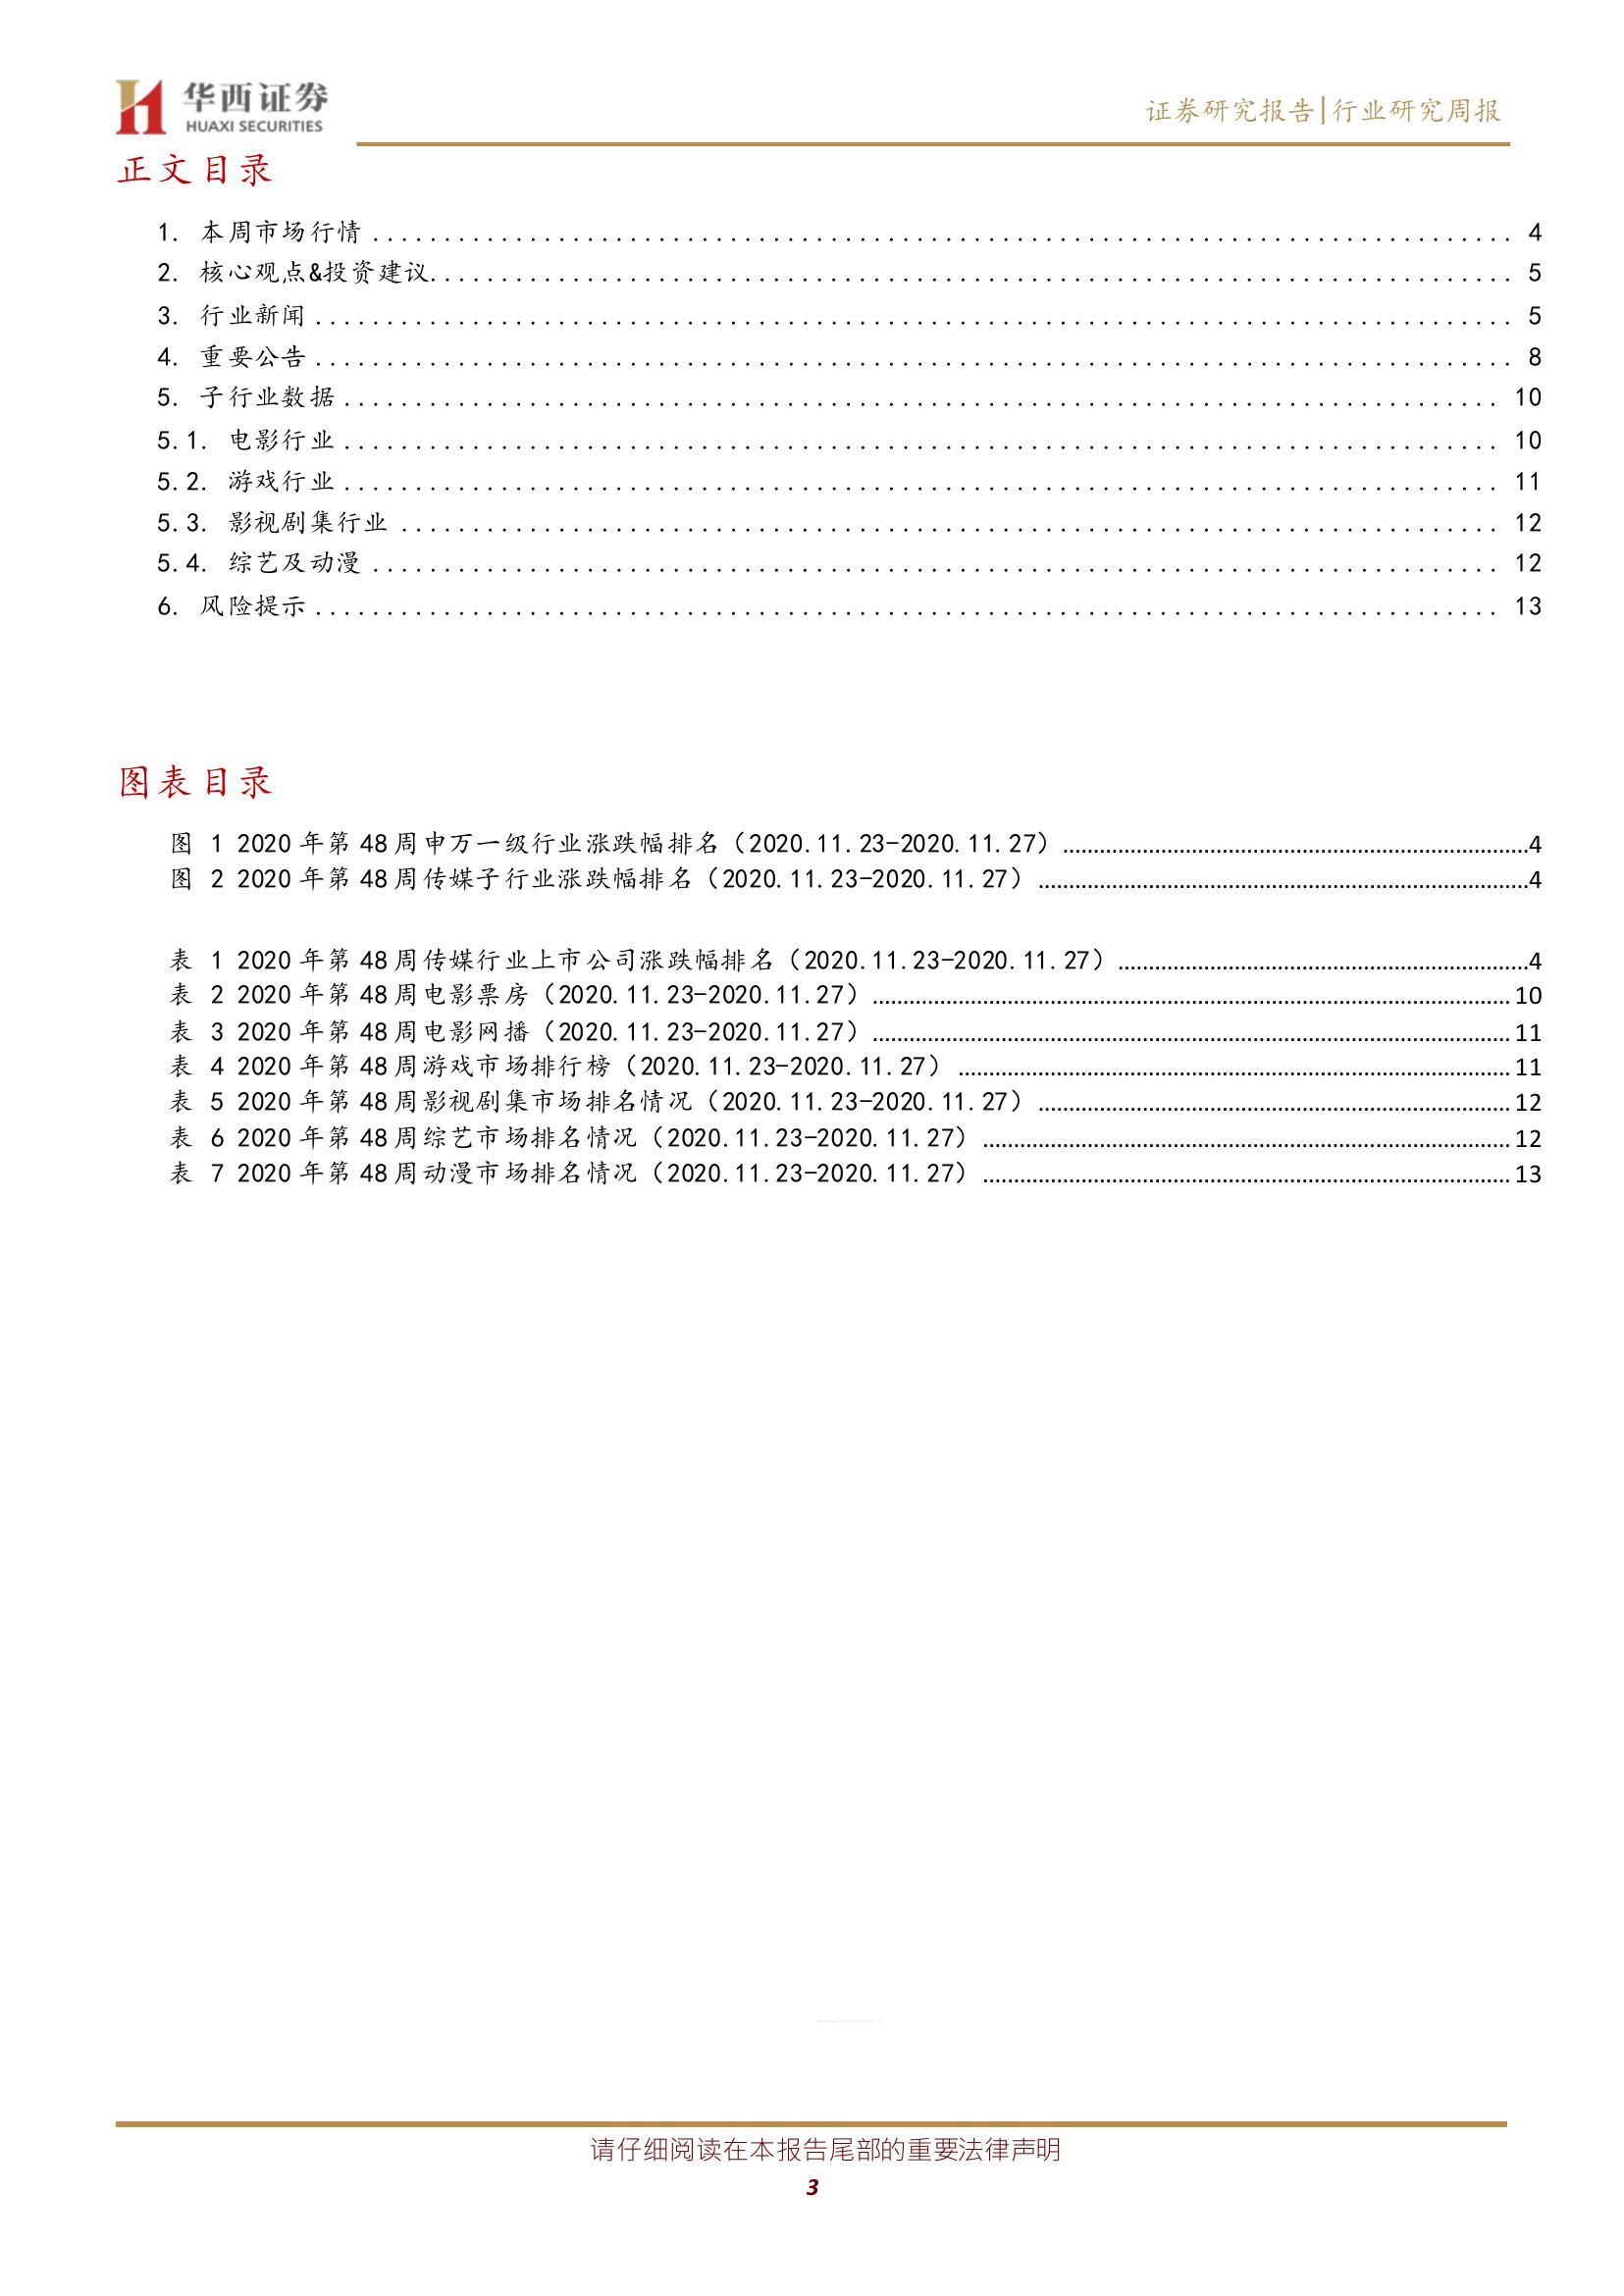 华西证券
HUAXI SECURITIES
证券研究报告|行业研究周报
正文目录
1. 本周市场行情 ........ 4
2. 核心观点&投资建议........ 5
3. 行业新闻 ........ 5
4. 重要公告 ........ 8
5. 子行业数据 ........ 10
5.1. 电影行业 ........ 10
5.2. 游戏行业 ........ 11
5.3. 影视剧集行业 ........ 12
5.4. 综艺及动漫 ........ 12
6. 风险提示 ........ 13
图表目录
图 1 2020 年第 48 周申万一级行业涨跌幅排名（2020.11.23-2020.11.27） ........4
图 2 2020 年第 48 周传媒子行业涨跌幅排名（2020.11.23-2020.11.27） ........4
表 1 2020 年第 48 周传媒行业上市公司涨跌幅排名（2020.11.23-2020.11.27） ........4
表 2 2020 年第 48 周电影票房（2020.11.23-2020.11.27） ........ 10
表 3 2020 年第 48 周电影网播（2020.11.23-2020.11.27） ........ 11
表 4 2020 年第 48 周游戏市场排行榜（2020.11.23-2020.11.27） ........ 11
表 5 2020 年第 48 周影视剧集市场排名情况（2020.11.23-2020.11.27） ........ 12
表 6 2020 年第 48 周综艺市场排名情况（2020.11.23-2020.11.27） ........ 12
表 7 2020 年第 48 周动漫市场排名情况（2020.11.23-2020.11.27） ........ 13
请仔细阅读在本报告尾部的重要法律声明
3